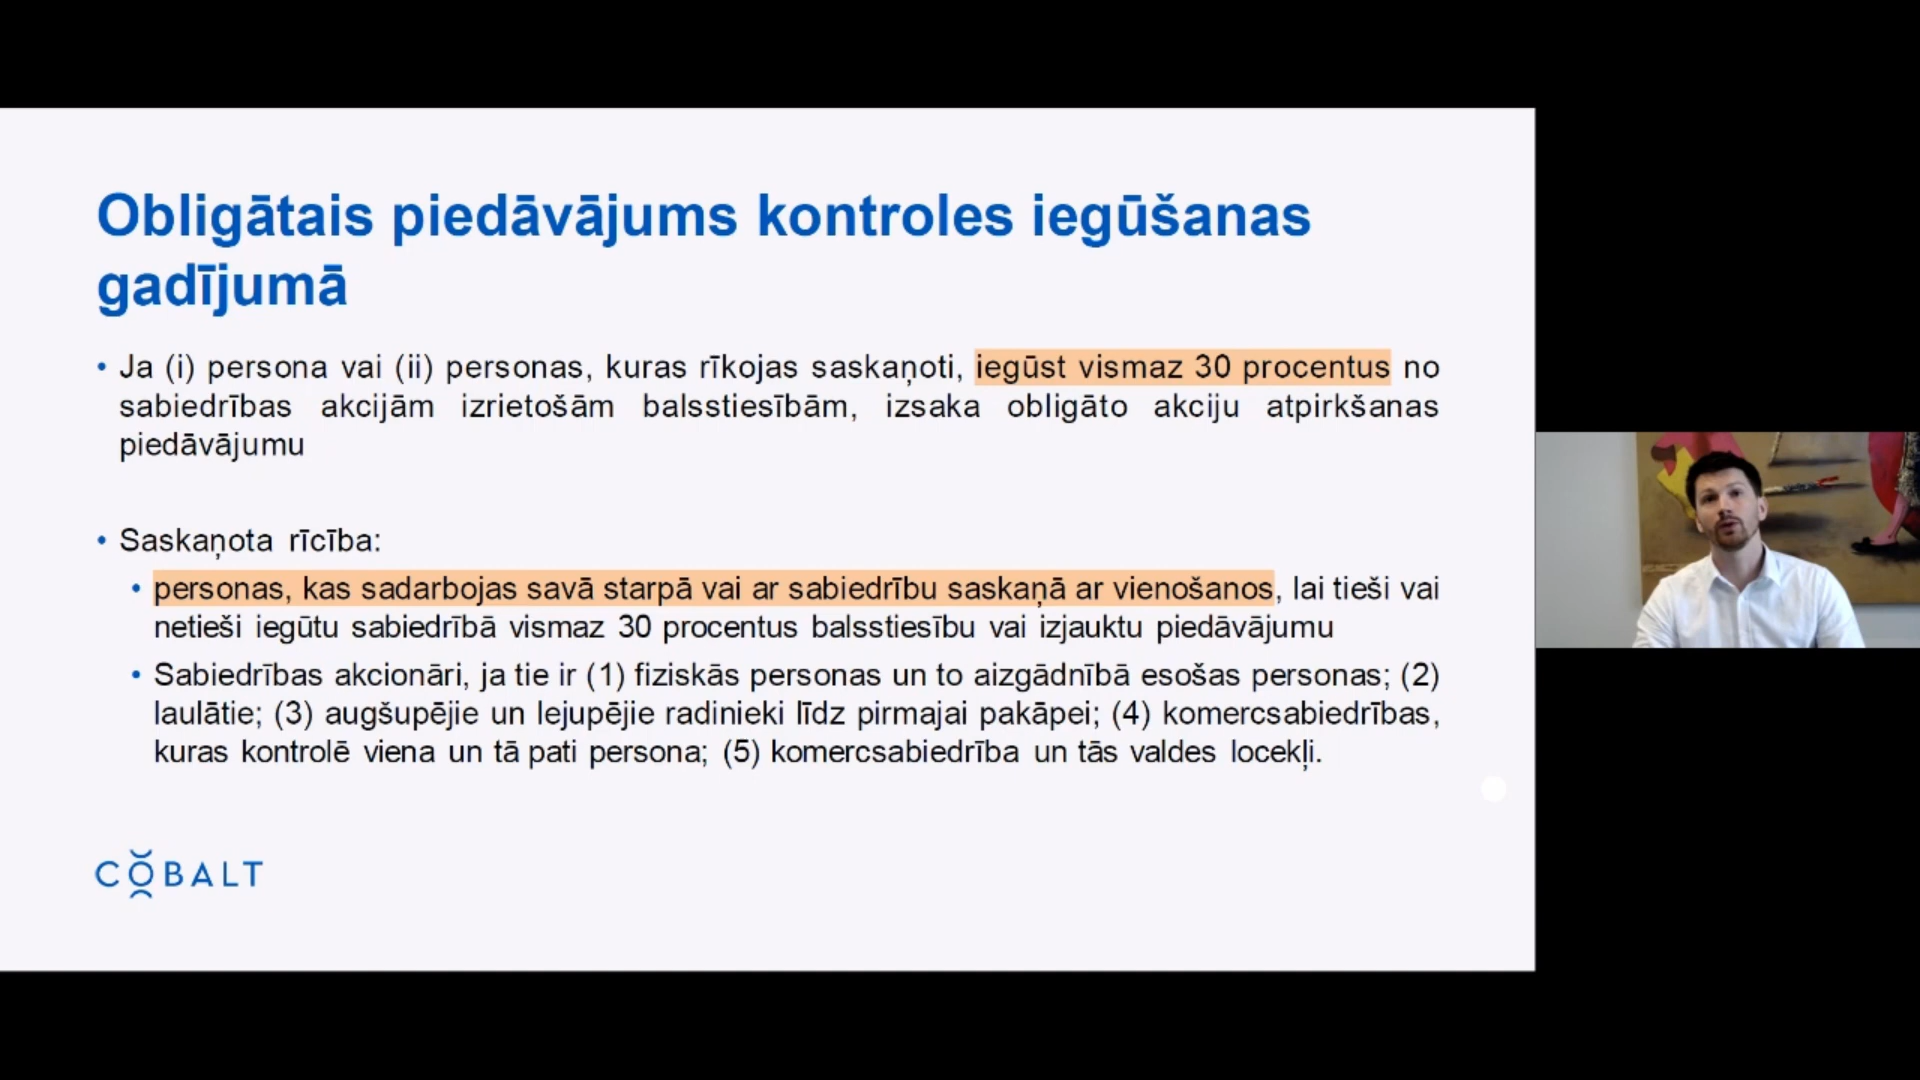 Obligātais piedāvājums kontroles iegūšanas
gadījumā
• Ja (i) persona vai (ii) personas, kuras rīkojas saskaņoti, iegūst vismaz 30 procentus no
sabiedrības akcijām izrietošām balsstiesībām, izsaka obligāto akciju atpirkšanas
piedāvājumu
• Saskaņota rīcība:
• personas, kas sadarbojas savā starpā vai ar sabiedrību saskaņā ar vienošanos, lai tieši vai
netieši iegūtu sabiedrībā vismaz 30 procentus balsstiesību vai izjauktu piedāvājumu
• Sabiedrības akcionāri, ja tie ir (1) fiziskās personas un to aizgādnībā esošas personas; (2)
laulātie; (3) augšupējie un lejupējie radinieki līdz pirmajai pakāpei; (4) komercsabiedrības,
kuras kontrolē viena un tā pati persona; (5) komercsabiedrība un tās valdes locekļi.
COBALT